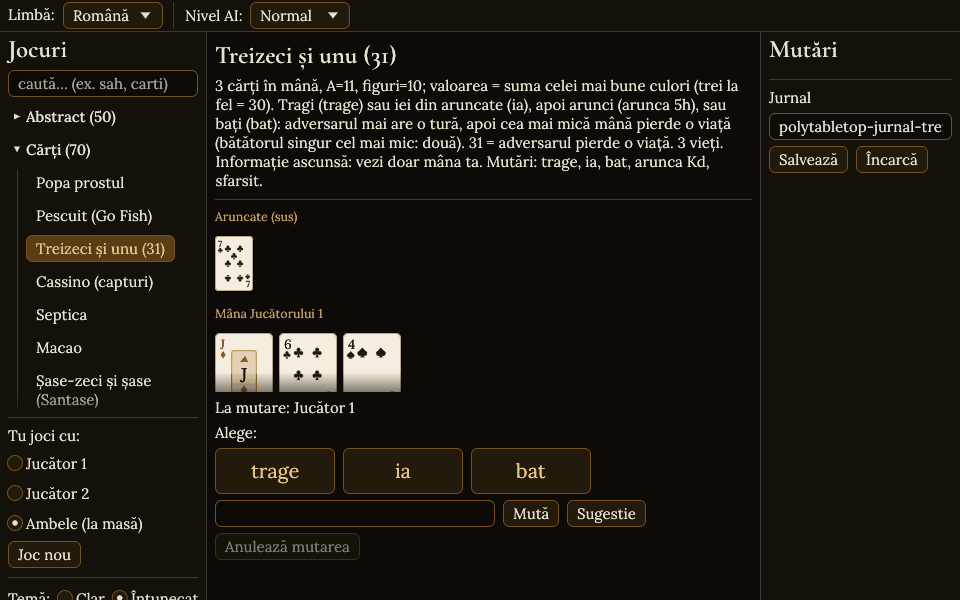 Limbă: Română Nivel AI: Normal
Jocuri
caută... (ex. sah, carti)
Abstract (50)
Cărți (70)
Popa prostul
Pescuit (Go Fish)
Treizeci și unu (31)
Cassino (capturi)
Septica
Macao
Șase-zeci și șase
(Santase)
Tu joci cu:
Jucător 1
Jucător 2
Ambele (la masă)
Joc nou
Temă: Clar Întunecat
Treizeci și unu (31)
3 cărți în mână, A=11, figuri=10; valoarea = suma celei mai bune culori (trei la
fel = 30). Tragi (trage) sau iei din aruncate (ia), apoi arunci (arunca 5h), sau
bați (bat): adversarul mai are o tură, apoi cea mai mică mână pierde o viață
(bătătorul singur cel mai mic: două). 31 = adversarul pierde o viață. 3 vieți.
Informație ascunsă: vezi doar mâna ta. Mutări: trage, ia, bat, arunca Kd,
sfarsit.
Aruncate (sus)
7
7
Mâna Jucătorului 1
J
J
6
4
La mutare: Jucător 1
Alege:
trage ia bat
Mută Sugestie
Anulează mutarea
Mutări
Jurnal
polytabletop-jurnal-tre
Salvează Încarcă